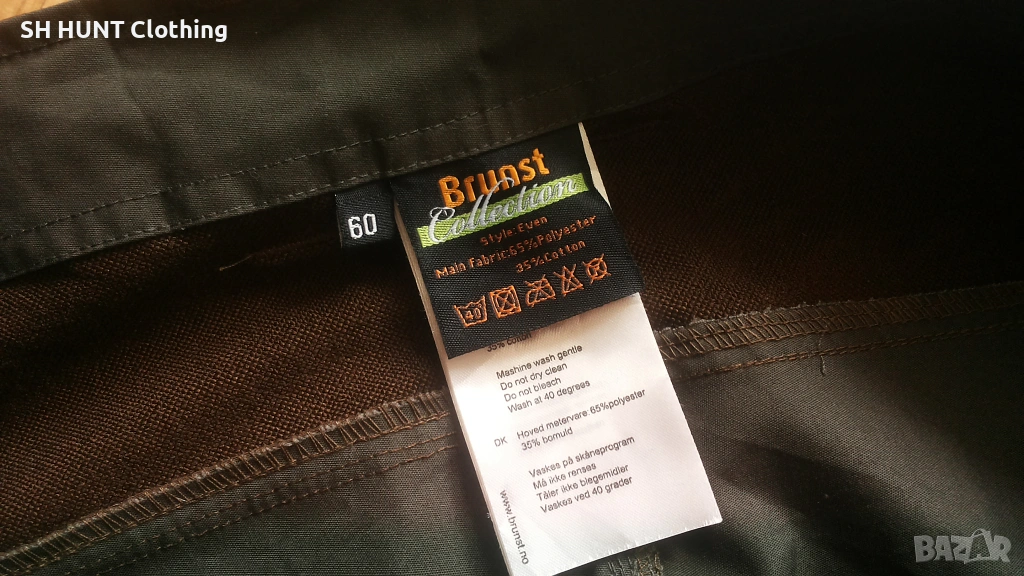 SH HUNT Clothing
60
Brunst
Collection
Style:Even
Main Fabric:65%Polyester
35%Cotton
40
35% cotton
Mashine wash gentle
Do not dry clean
Do not bleach
Wash at 40 degrees
DK Hoved metervare 65%polyester
35% bomuld
Vaskes på skåneprogram
Må ikke renses
Tåler ikke blegemidler
Vaskes ved 40 grader
www.brunst.no
BAZAR